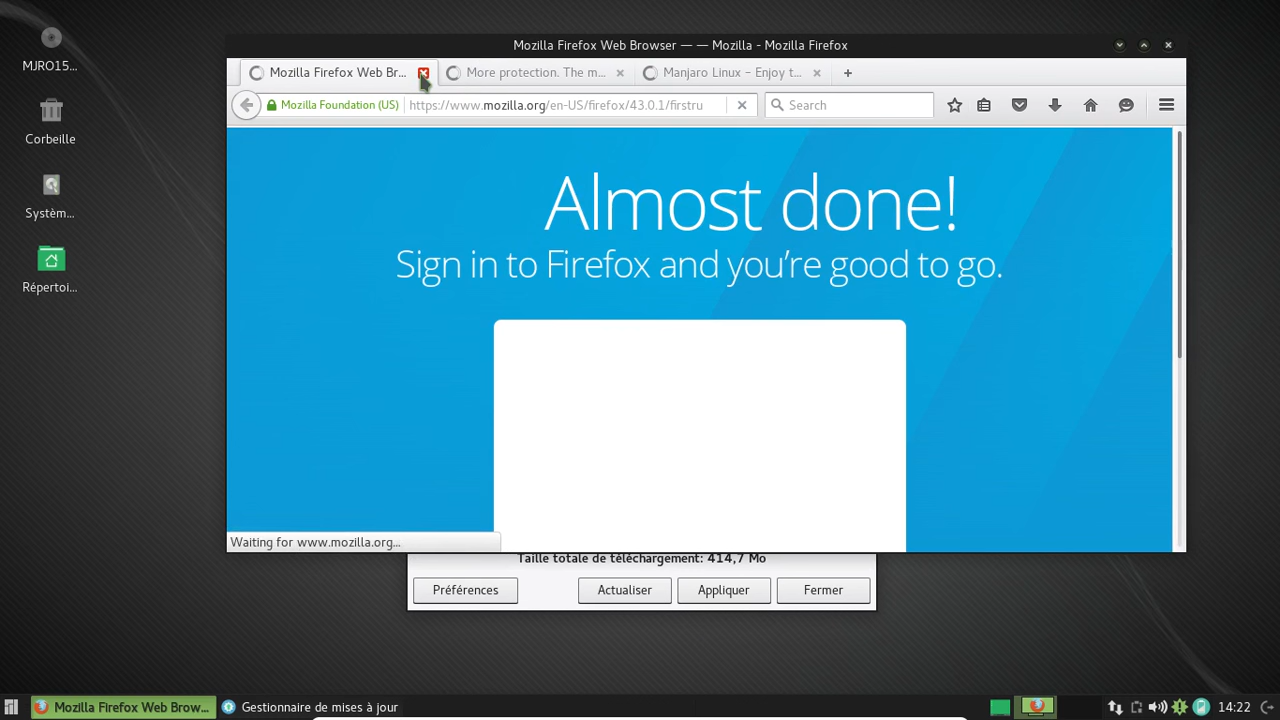 MJRO15...
Corbeille
Systèm...
Répertoi...
Mozilla Firefox Web Browser — — Mozilla - Mozilla Firefox
Mozilla Firefox Web Br...
More protection. The m...
Manjaro Linux – Enjoy t...
Mozilla Foundation (US)
https://www.mozilla.org/en-US/firefox/43.0.1/firstru
Search
Almost done!
Sign in to Firefox and you're good to go.
Waiting for www.mozilla.org...
Taille totale de téléchargement: 414,7 Mo
Préférences
Actualiser
Appliquer
Fermer
Mozilla Firefox Web Brow...
Gestionnaire de mises à jour
14:22